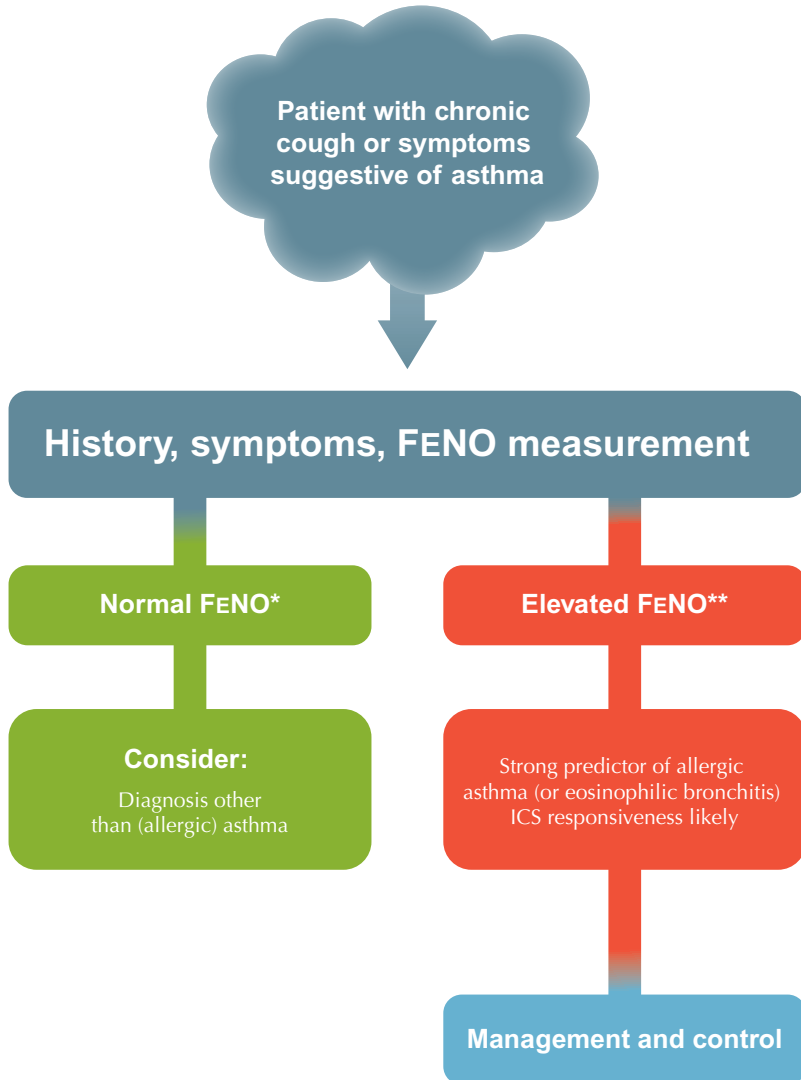 Patient with chronic
cough or symptoms
suggestive of asthma
History, symptoms, FENO measurement
Normal FENO*
Elevated FENO**
Consider:
Diagnosis other
than (allergic) asthma
Strong predictor of allergic
asthma (or eosinophilic bronchitis)
ICS responsiveness likely
Management and control